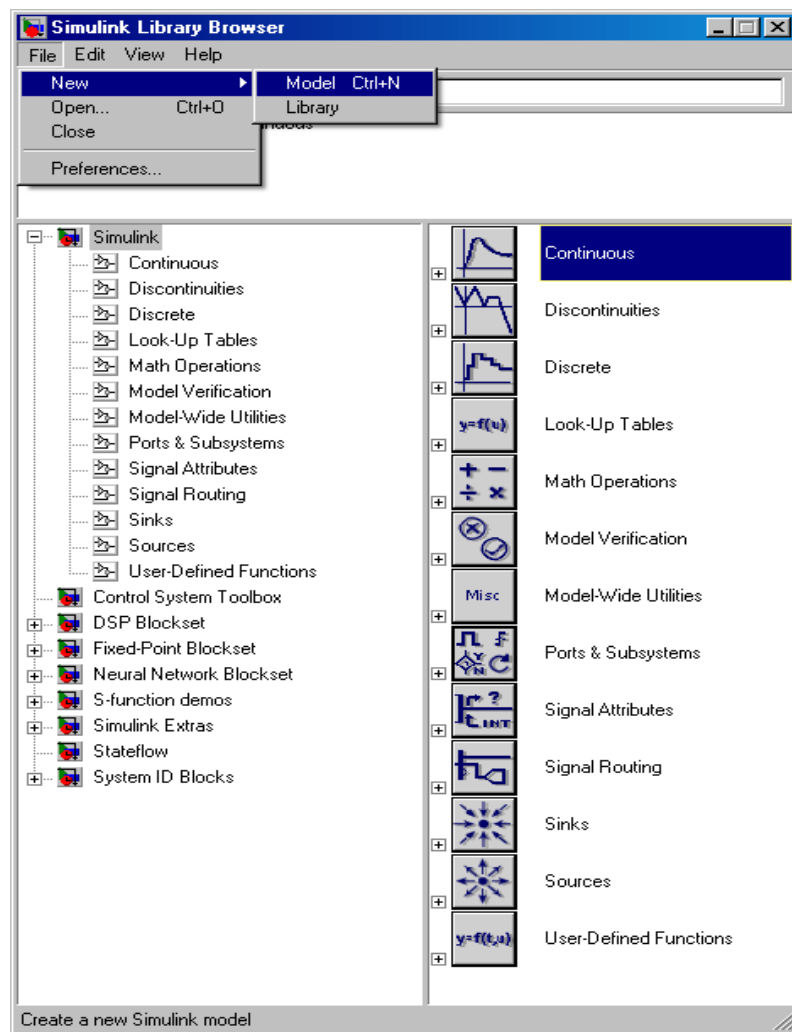 Simulink Library Browser
File Edit View Help
New
Model Ctrl+N
Open... Ctrl+O
Library
Close
Preferences...
Simulink
Continuous
Discontinuities
Discrete
Look-Up Tables
Math Operations
Model Verification
Model-Wide Utilities
Ports & Subsystems
Signal Attributes
Signal Routing
Sinks
Sources
User-Defined Functions
Control System Toolbox
DSP Blockset
Fixed-Point Blockset
Neural Network Blockset
S-function demos
Simulink Extras
Stateflow
System ID Blocks
Continuous
Discontinuities
Discrete
y=f(u) Look-Up Tables
Math Operations
Model Verification
Misc Model-Wide Utilities
Ports & Subsystems
Signal Attributes
Signal Routing
Sinks
Sources
y=f(t,u) User-Defined Functions
Create a new Simulink model